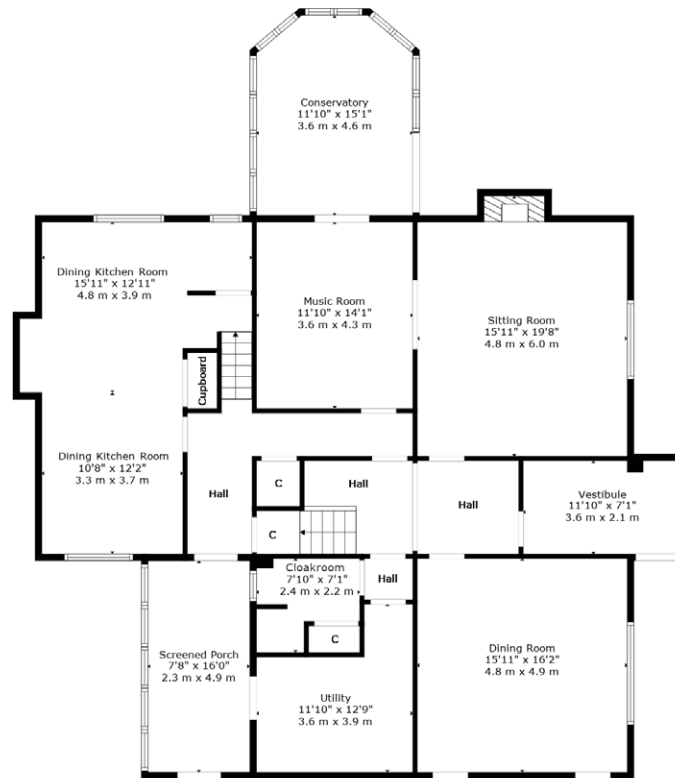 Conservatory
11'10" x 15'1"
3.6 m x 4.6 m
Dining Kitchen Room
15'11" x 12'11"
4.8 m x 3.9 m
Music Room
11'10" x 14'1"
3.6 m x 4.3 m
Sitting Room
15'11" x 19'8"
4.8 m x 6.0 m
Cupboard
Dining Kitchen Room
10'8" x 12'2"
3.3 m x 3.7 m
Hall
C
Hall
Hall
Vestibule
11'10" x 7'1"
3.6 m x 2.1 m
C
Cloakroom
7'10" x 7'1"
2.4 m x 2.2 m
Hall
C
Screened Porch
7'8" x 16'0"
2.3 m x 4.9 m
Utility
11'10" x 12'9"
3.6 m x 3.9 m
Dining Room
15'11" x 16'2"
4.8 m x 4.9 m